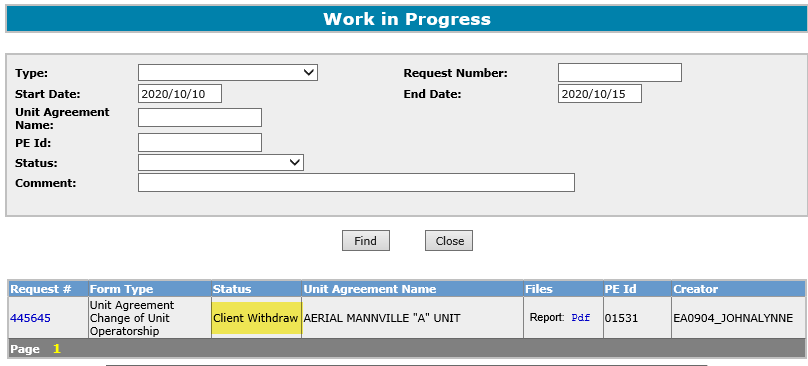 Work in Progress
Type: Request Number:
Start Date: 2020/10/10 End Date: 2020/10/15
Unit Agreement
Name:
PE Id:
Status:
Comment:
Find Close
Request # Form Type Status Unit Agreement Name Files PE Id Creator
445645 Unit Agreement Change of Unit Operatorship Client Withdraw AERIAL MANNVILLE "A" UNIT Report: Pdf 01531 EA0904_JOHNALYNNE
Page 1